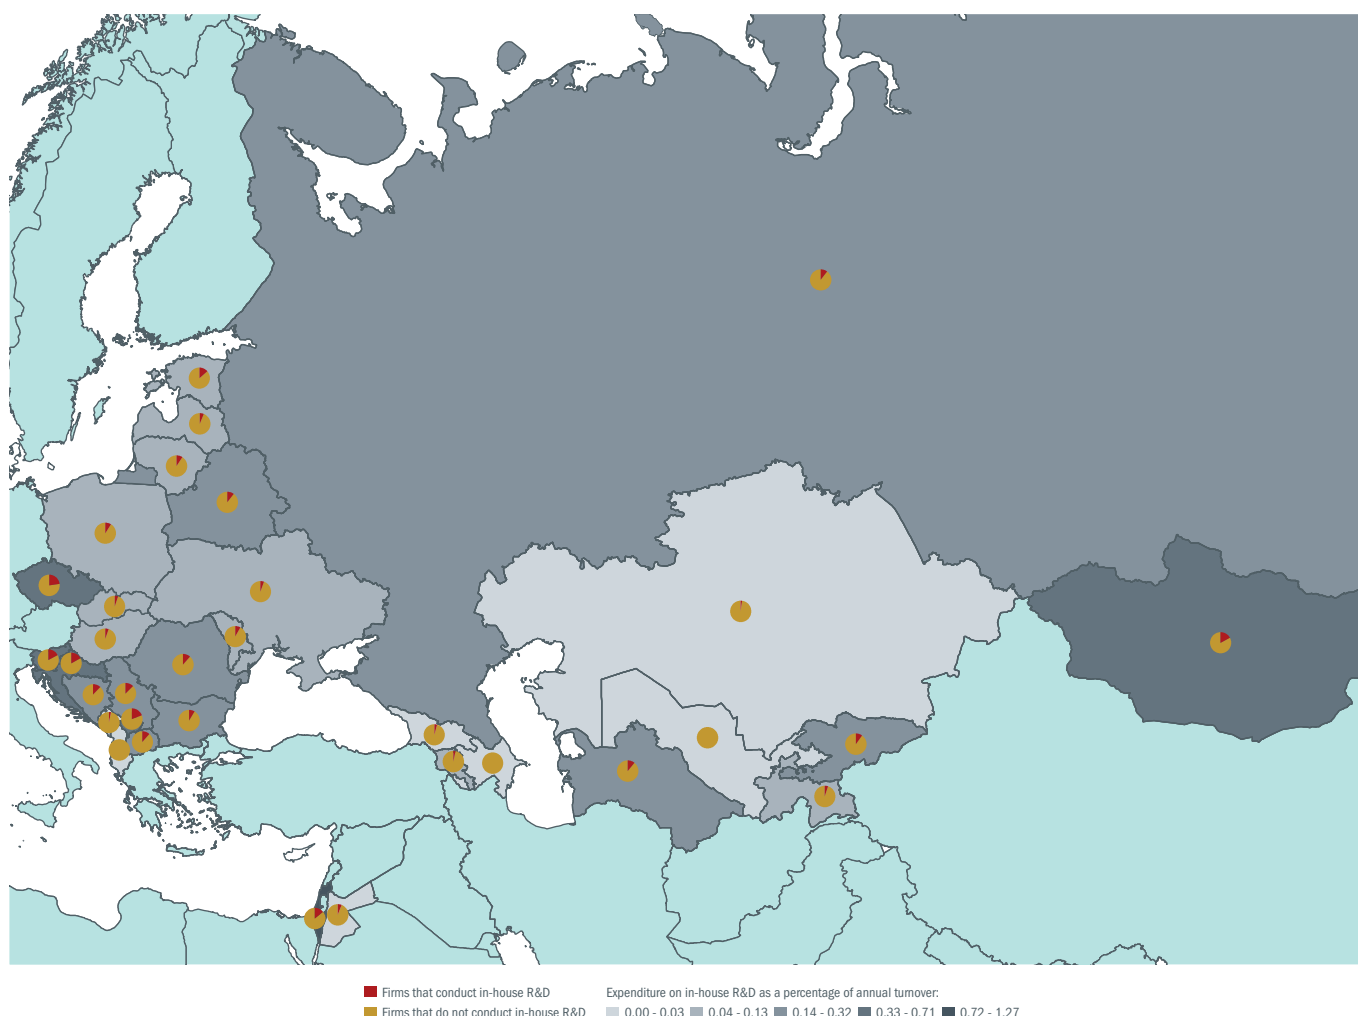 Firms that conduct in-house R&D
Firms that do not conduct in-house R&D
Expenditure on in-house R&D as a percentage of annual turnover:
0.00 - 0.03 0.04 - 0.13 0.14 - 0.32 0.33 - 0.71 0.72 - 1.27